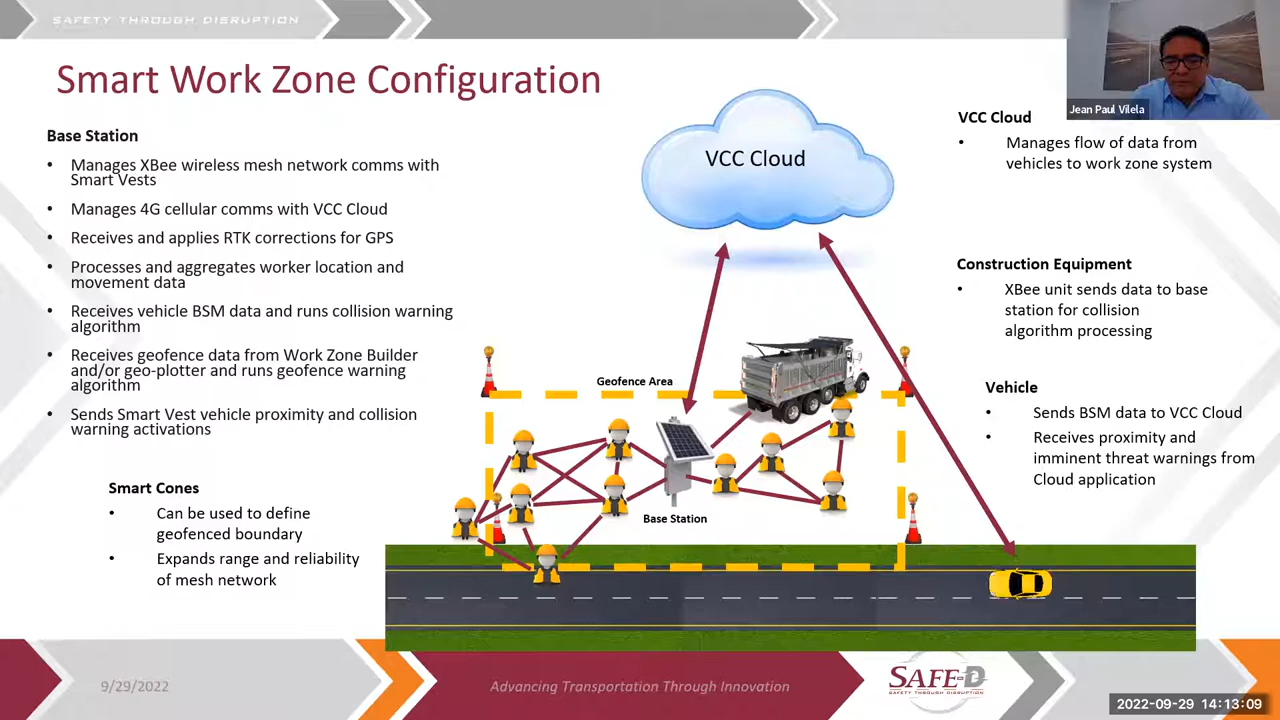 SAFETY THROUGH DISRUPTION
Smart Work Zone Configuration
Jean Paul Vilela
Base Station
• Manages XBee wireless mesh network comms with
Smart Vests
• Manages 4G cellular comms with VCC Cloud
• Receives and applies RTK corrections for GPS
• Processes and aggregates worker location and
movement data
• Receives vehicle BSM data and runs collision warning
algorithm
• Receives geofence data from Work Zone Builder
and/or geo-plotter and runs geofence warning
algorithm
• Sends Smart Vest vehicle proximity and collision
warning activations
Smart Cones
• Can be used to define
geofenced boundary
• Expands range and reliability
of mesh network
VCC Cloud
Geofence Area
Base Station
VCC Cloud
• Manages flow of data from
vehicles to work zone system
Construction Equipment
• XBee unit sends data to base
station for collision
algorithm processing
Vehicle
• Sends BSM data to VCC Cloud
• Receives proximity and
imminent threat warnings from
Cloud application
9/29/2022
Advancing Transportation Through Innovation
SAFE-D
SAFETY THROUGH DISRUPTION
2022-09-29 14:13:09